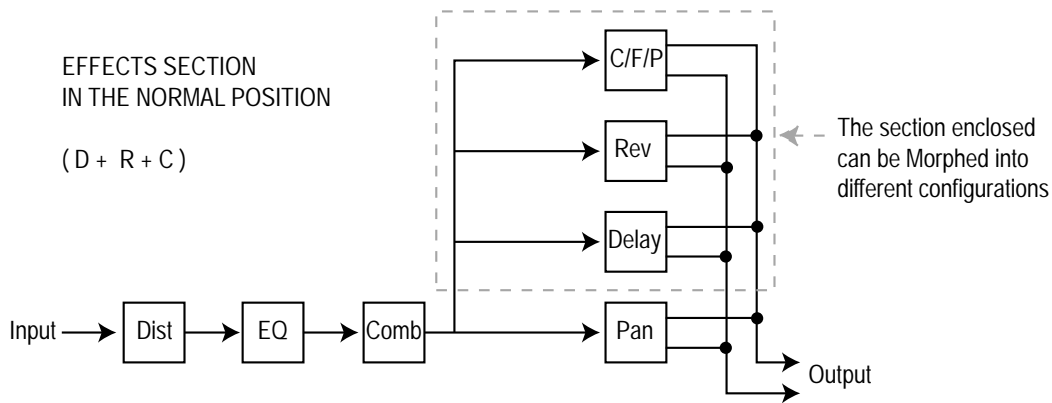 EFFECTS SECTION
IN THE NORMAL POSITION
( D + R + C )
C/F/P
Rev
Delay
The section enclosed
can be Morphed into
different configurations
Input
Dist
EQ
Comb
Pan
Output